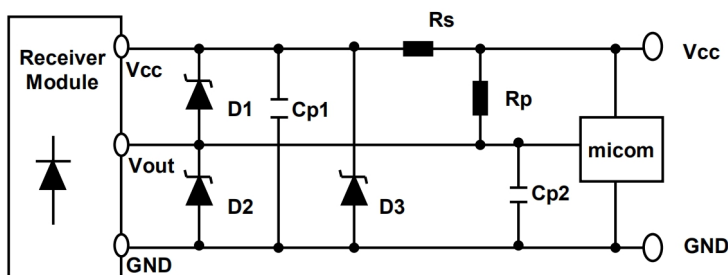 Receiver
Module
Vcc
Vout
GND
D1
D2
Cp1
D3
Rs
Rp
Cp2
micom
Vcc
GND